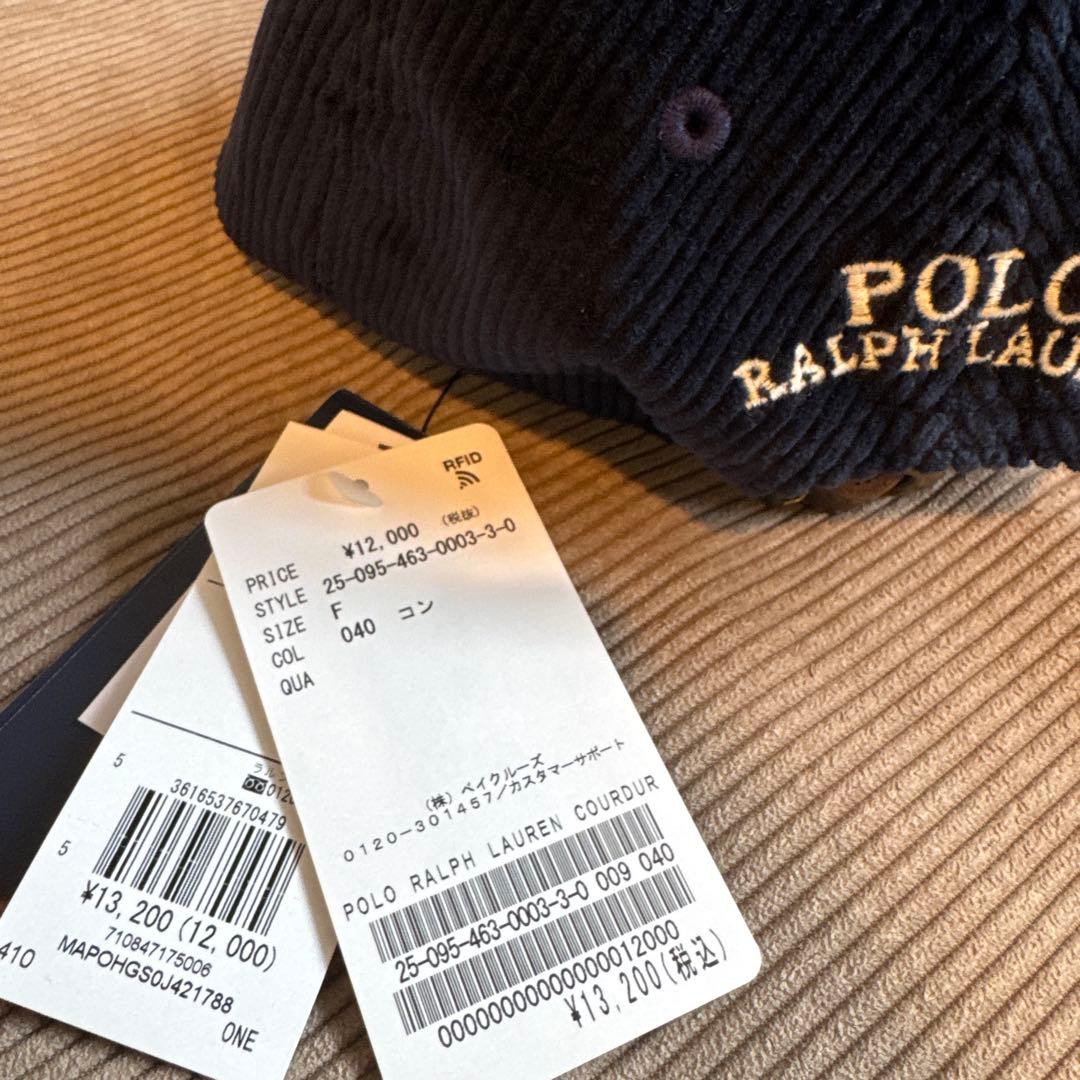 POLO
RALPH LAU
RFID
PRICE ¥12,000 (税抜)
STYLE 25-095-463-0003-3-0
SIZE F
COL 040 コン
QUA
(株) ベイクルーズ
0120-301457/カスタマーサポート
POLO RALPH LAUREN COURDUR
25-095-463-0003-3-0 009 040
0000000000000012000
¥13,200(税込)
5
3616537670479
5
¥13,200(12,000)
710847175006
MAPOHGS0J421788
410
ONE